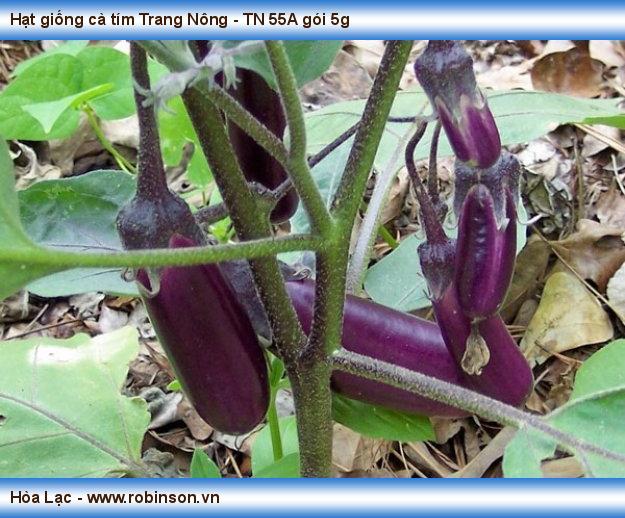 Hạt giống cà tím Trang Nông - TN 55A gói 5g
Hòa Lạc - www.robinson.vn